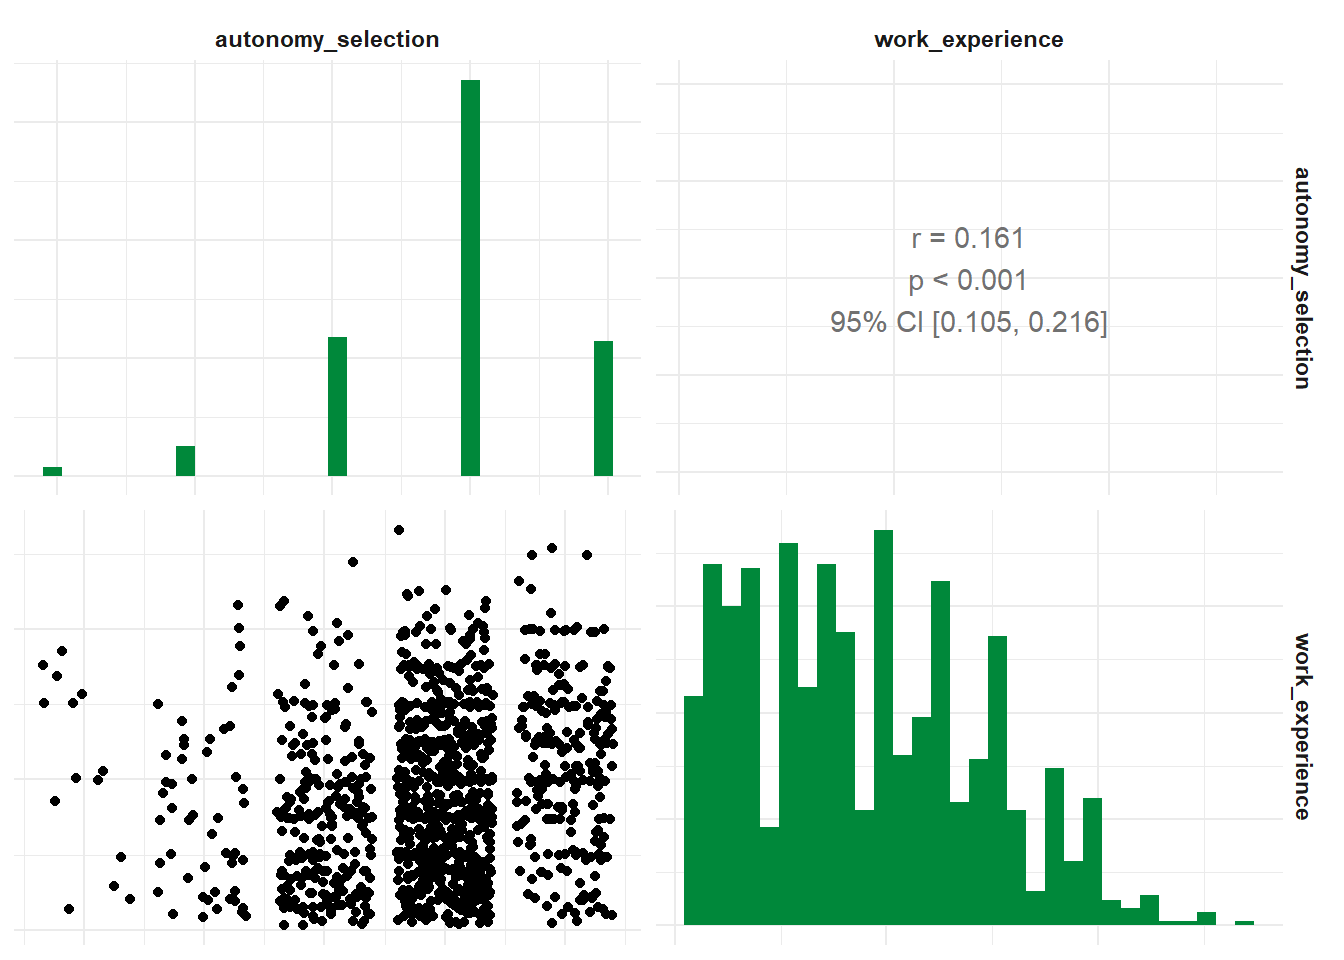 autonomy_selection
work_experience
r = 0.161
p < 0.001
95% CI [0.105, 0.216]
autonomy_selection
work_experience